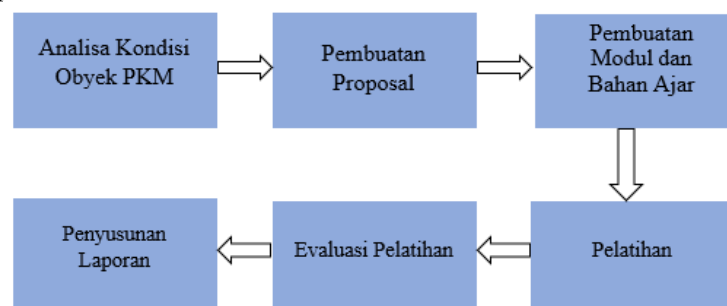 Analisa Kondisi
Obyek PKM
Pembuatan
Proposal
Pembuatan
Modul dan
Bahan Ajar
Pelatihan
Evaluasi Pelatihan
Penyusunan
Laporan